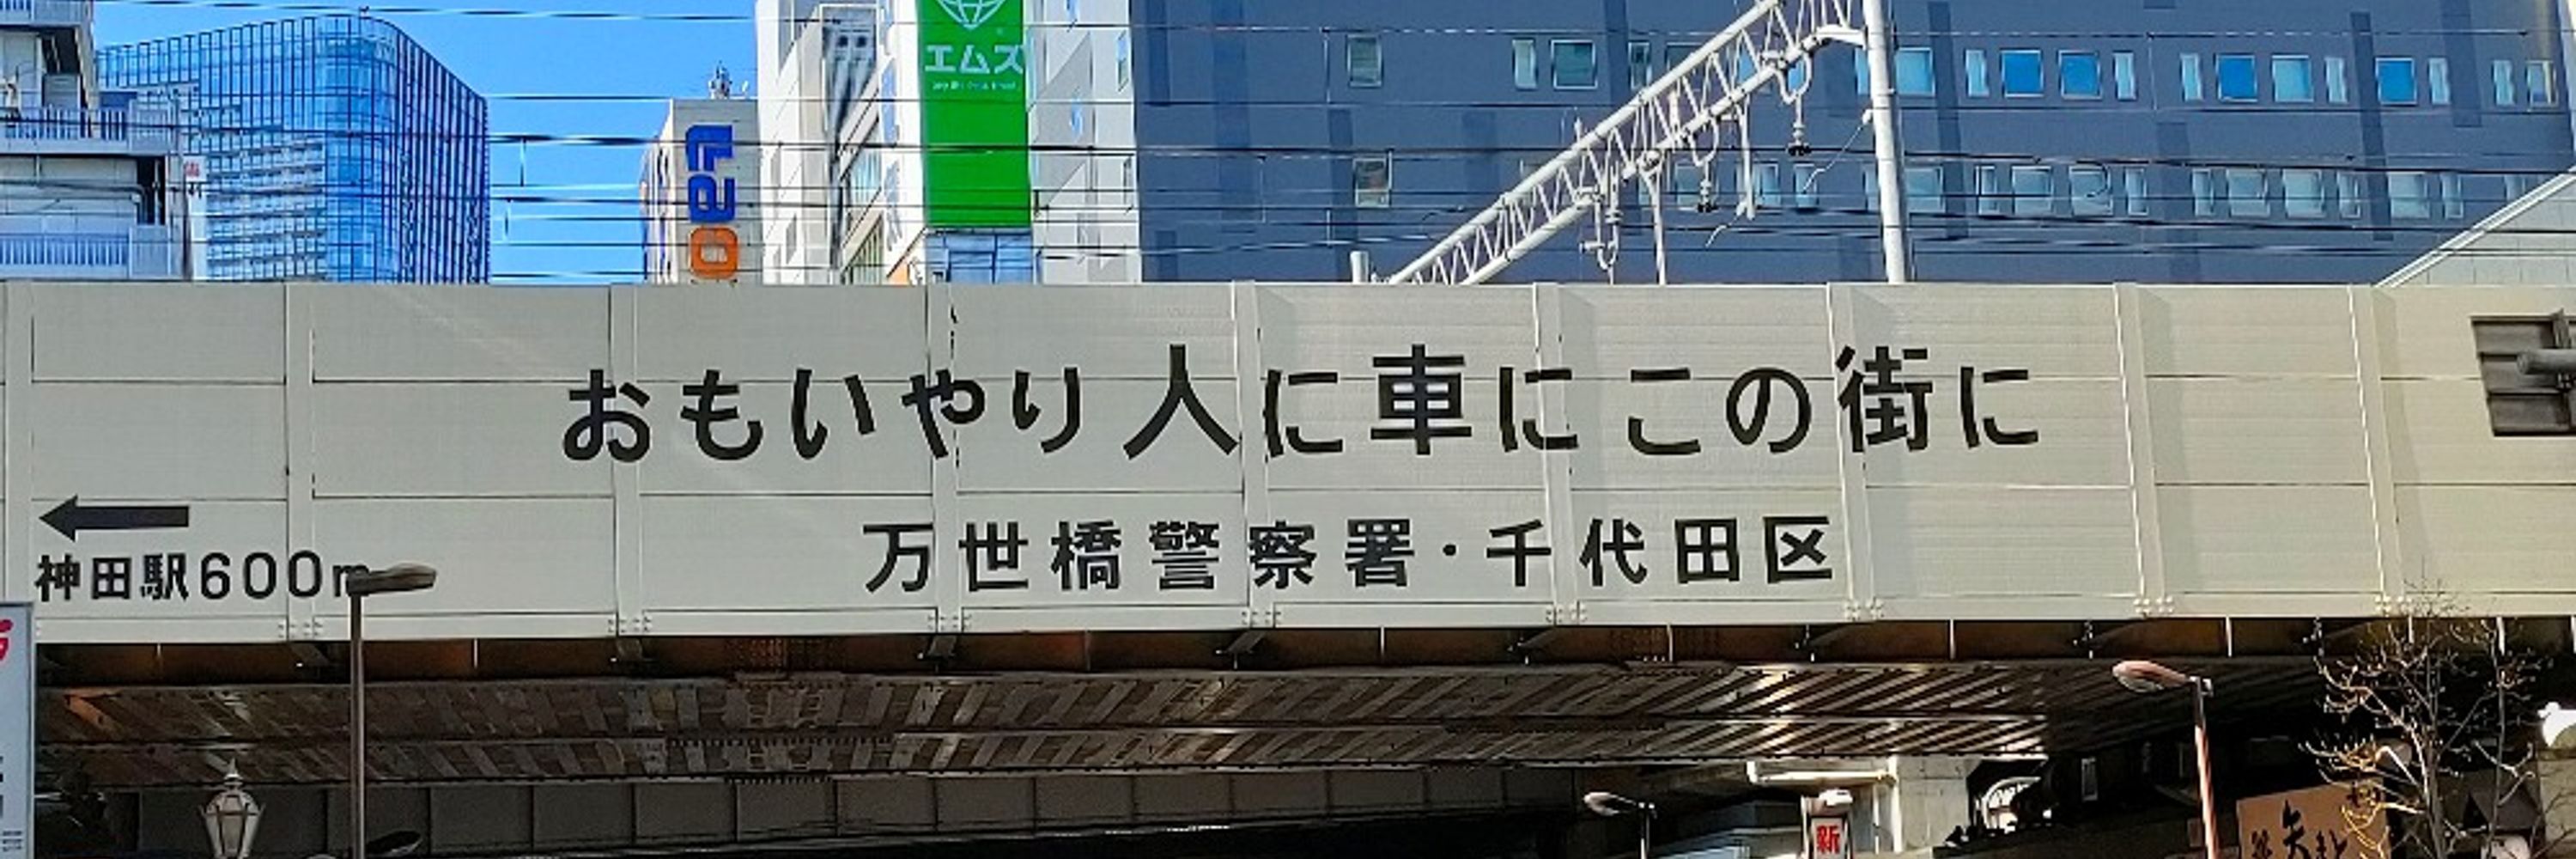 エムズ
Lao
おもいやり人に車にこの街に
万世橋警察署・千代田区
←
神田駅600m
新